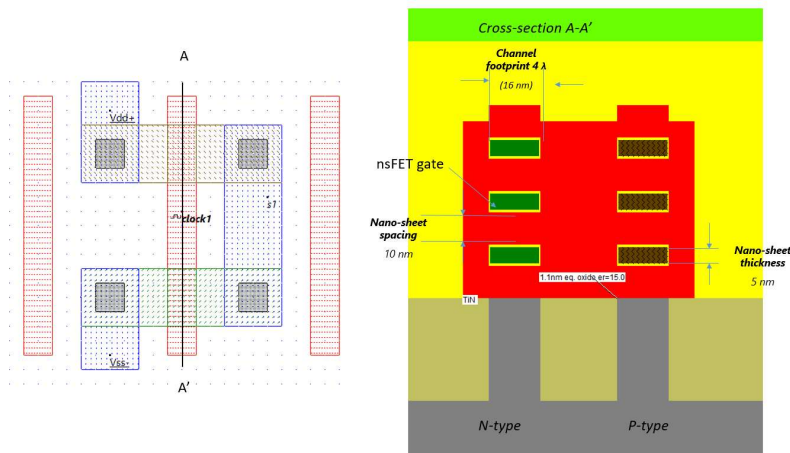 A
Vdd+
s1
clock1
Vss-
A’
Cross-section A-A’
Channel
footprint 4 λ
(16 nm)
nsFET gate
Nano-sheet
spacing
10 nm
Nano-sheet
thickness
5 nm
1.1nm eq. oxide er=15.0
TiN
N-type
P-type